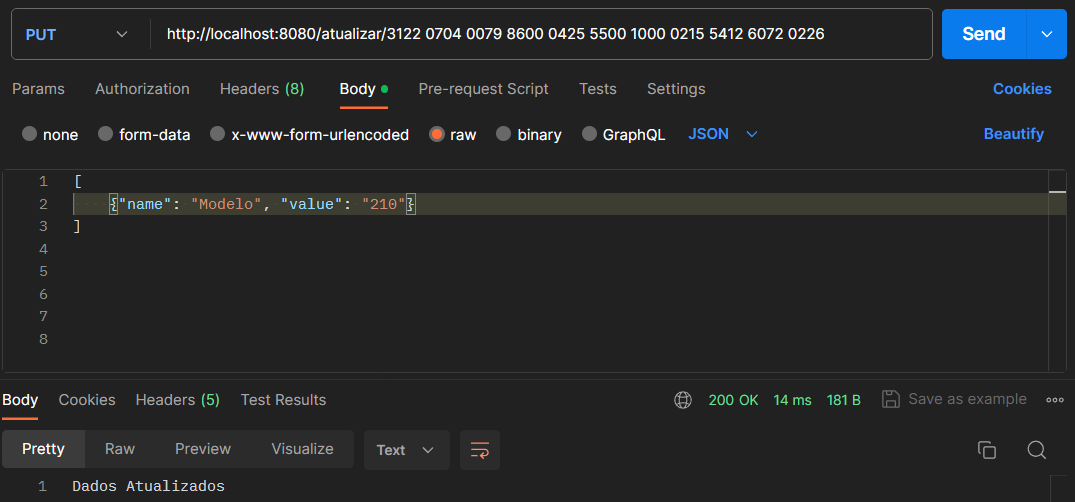 PUT http://localhost:8080/atualizar/3122 0704 0079 8600 0425 5500 1000 0215 5412 6072 0226 Send
Params Authorization Headers (8) Body Pre-request Script Tests Settings Cookies
none form-data x-www-form-urlencoded raw binary GraphQL JSON Beautify
1 [
2 {"name": "Modelo", "value": "210"}
3 ]
4
5
6
7
8
Body Cookies Headers (5) Test Results 200 OK 14 ms 181 B Save as example
Pretty Raw Preview Visualize Text
1 Dados Atualizados